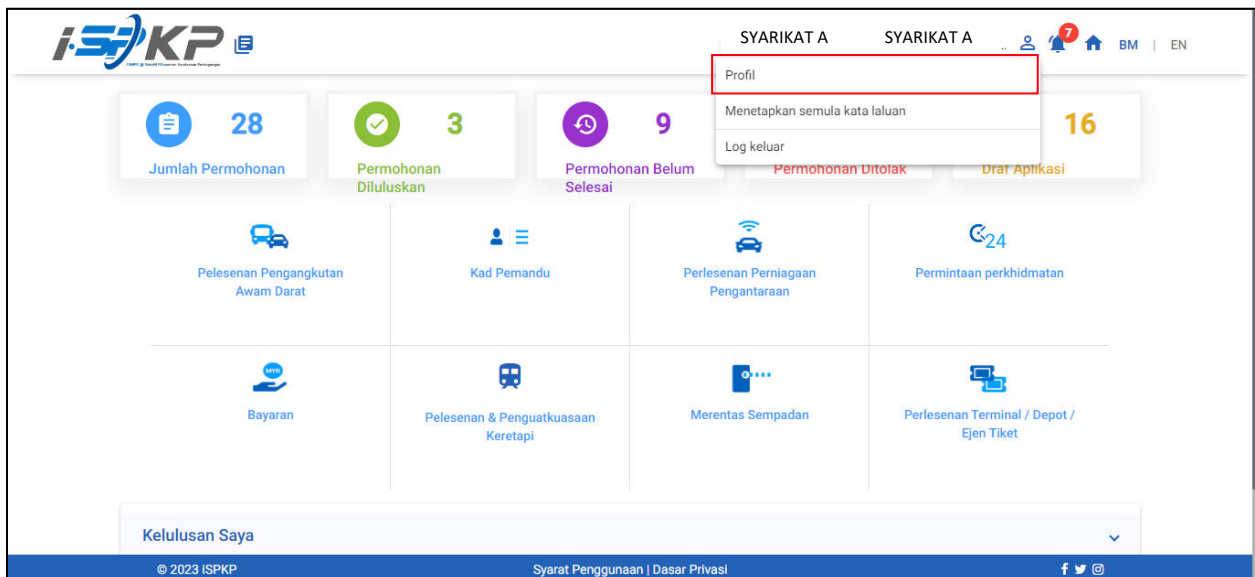 iSPKP
SYARIKAT A SYARIKAT A .. 7 BM | EN
Profil
Menetapkan semula kata laluan
Log keluar
28
Jumlah Permohonan
3
Permohonan
Diluluskan
9
Permohonan Belum
Selesai
Permohonan Ditolak
16
Draf Aplikasi
Pelesenan Pengangkutan
Awam Darat
Kad Pemandu
Perlesenan Perniagaan
Pengantaraan
24
Permintaan perkhidmatan
MYR
Bayaran
Pelesenan & Penguatkuasaan
Keretapi
Merentas Sempadan
Perlesenan Terminal / Depot /
Ejen Tiket
Kelulusan Saya
© 2023 iSPKP Syarat Penggunaan | Dasar Privasi